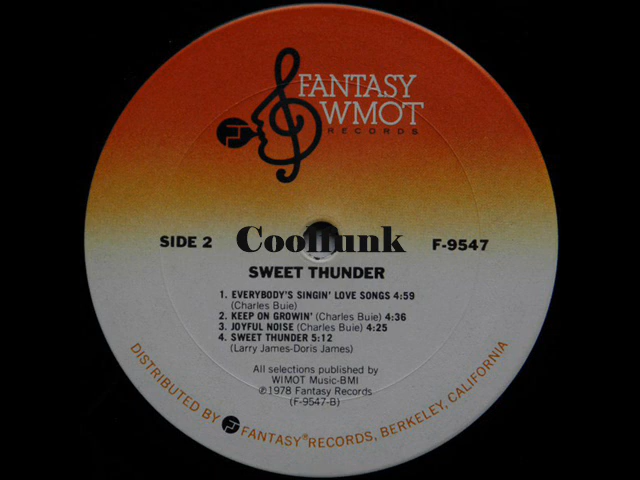 FANTASY
WMOT
RECORDS
SIDE 2
Coolfunk
F-9547
SWEET THUNDER
1. EVERYBODY'S SINGIN' LOVE SONGS 4:59
(Charles Buie)
2. KEEP ON GROWIN' (Charles Buie) 4:36
3. JOYFUL NOISE (Charles Buie) 4:25
4. SWEET THUNDER 5:12
(Larry James-Doris James)
All selections published by
WIMOT Music-BMI
℗1978 Fantasy Records
(F-9547-B)
DISTRIBUTED BY FANTASY® RECORDS, BERKELEY, CALIFORNIA